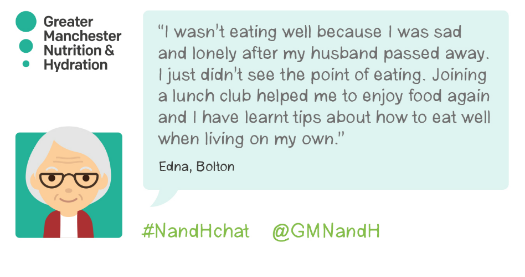 Greater
Manchester
Nutrition &
Hydration
"I wasn't eating well because I was sad
and lonely after my husband passed away.
I just didn't see the point of eating. Joining
a lunch club helped me to enjoy food again
and I have learnt tips about how to eat well
when living on my own."
Edna, Bolton
#NandHchat @GMNandH